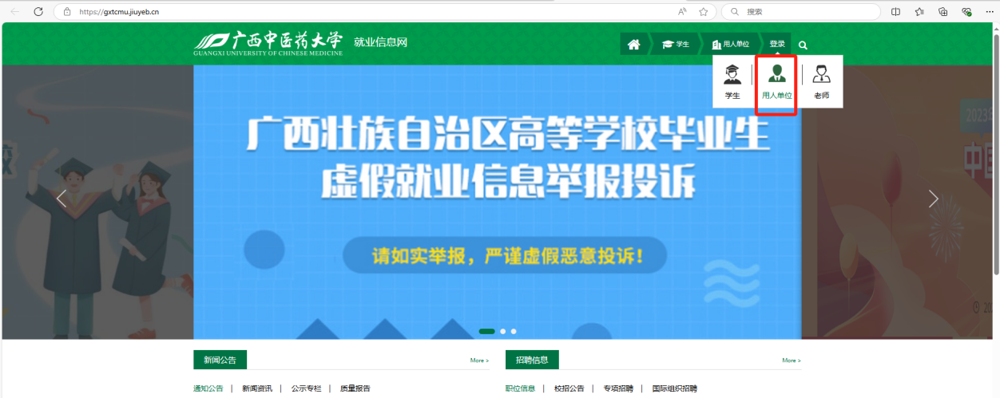 https://gxtcmu.jiuyeb.cn
搜索
广西中医药大学
GUANGXI UNIVERSITY OF CHINESE MEDICINE
就业信息网
学生
用人单位
登录
学生
用人单位
老师
广西壮族自治区高等学校毕业生
虚假就业信息举报投诉
请如实举报，严谨虚假恶意投诉！
校
2023
中国
新闻公告
More >
招聘信息
More >
通知公告 | 新闻资讯 | 公示专栏 | 质量报告
职位信息 | 校招公告 | 专项招聘 | 国际组织招聘